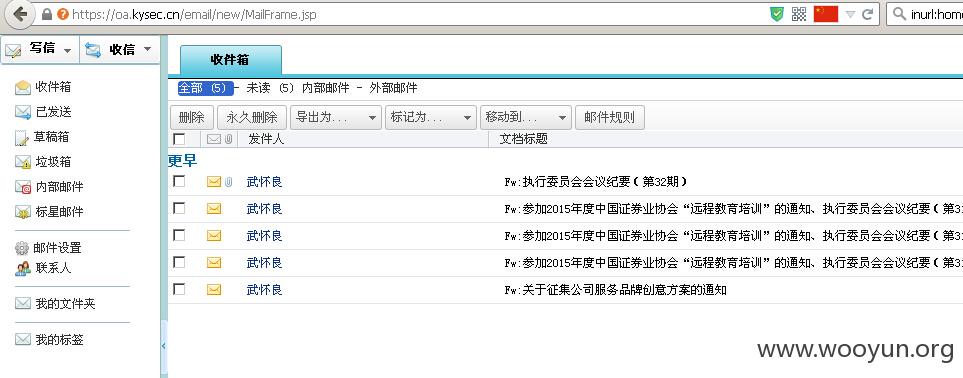 https://oa.kysec.cn/email/new/MailFrame.jsp
inurl:hom
写信
收信
收件箱
收件箱
已发送
草稿箱
垃圾箱
内部邮件
标星邮件
邮件设置
联系人
我的文件夹
我的标签
全部 (5) - 未读 (5) 内部邮件 - 外部邮件
删除 永久删除 导出为... 标记为... 移动到... 邮件规则
发件人 文档标题
更早
武怀良 Fw:执行委员会会议纪要(第32期)
武怀良 Fw:参加2015年度中国证券业协会“远程教育培训”的通知、执行委员会会议纪要(第31
武怀良 Fw:参加2015年度中国证券业协会“远程教育培训”的通知、执行委员会会议纪要(第31
武怀良 Fw:参加2015年度中国证券业协会“远程教育培训”的通知、执行委员会会议纪要(第31
武怀良 Fw:关于征集公司服务品牌创意方案的通知
www.wooyun.org